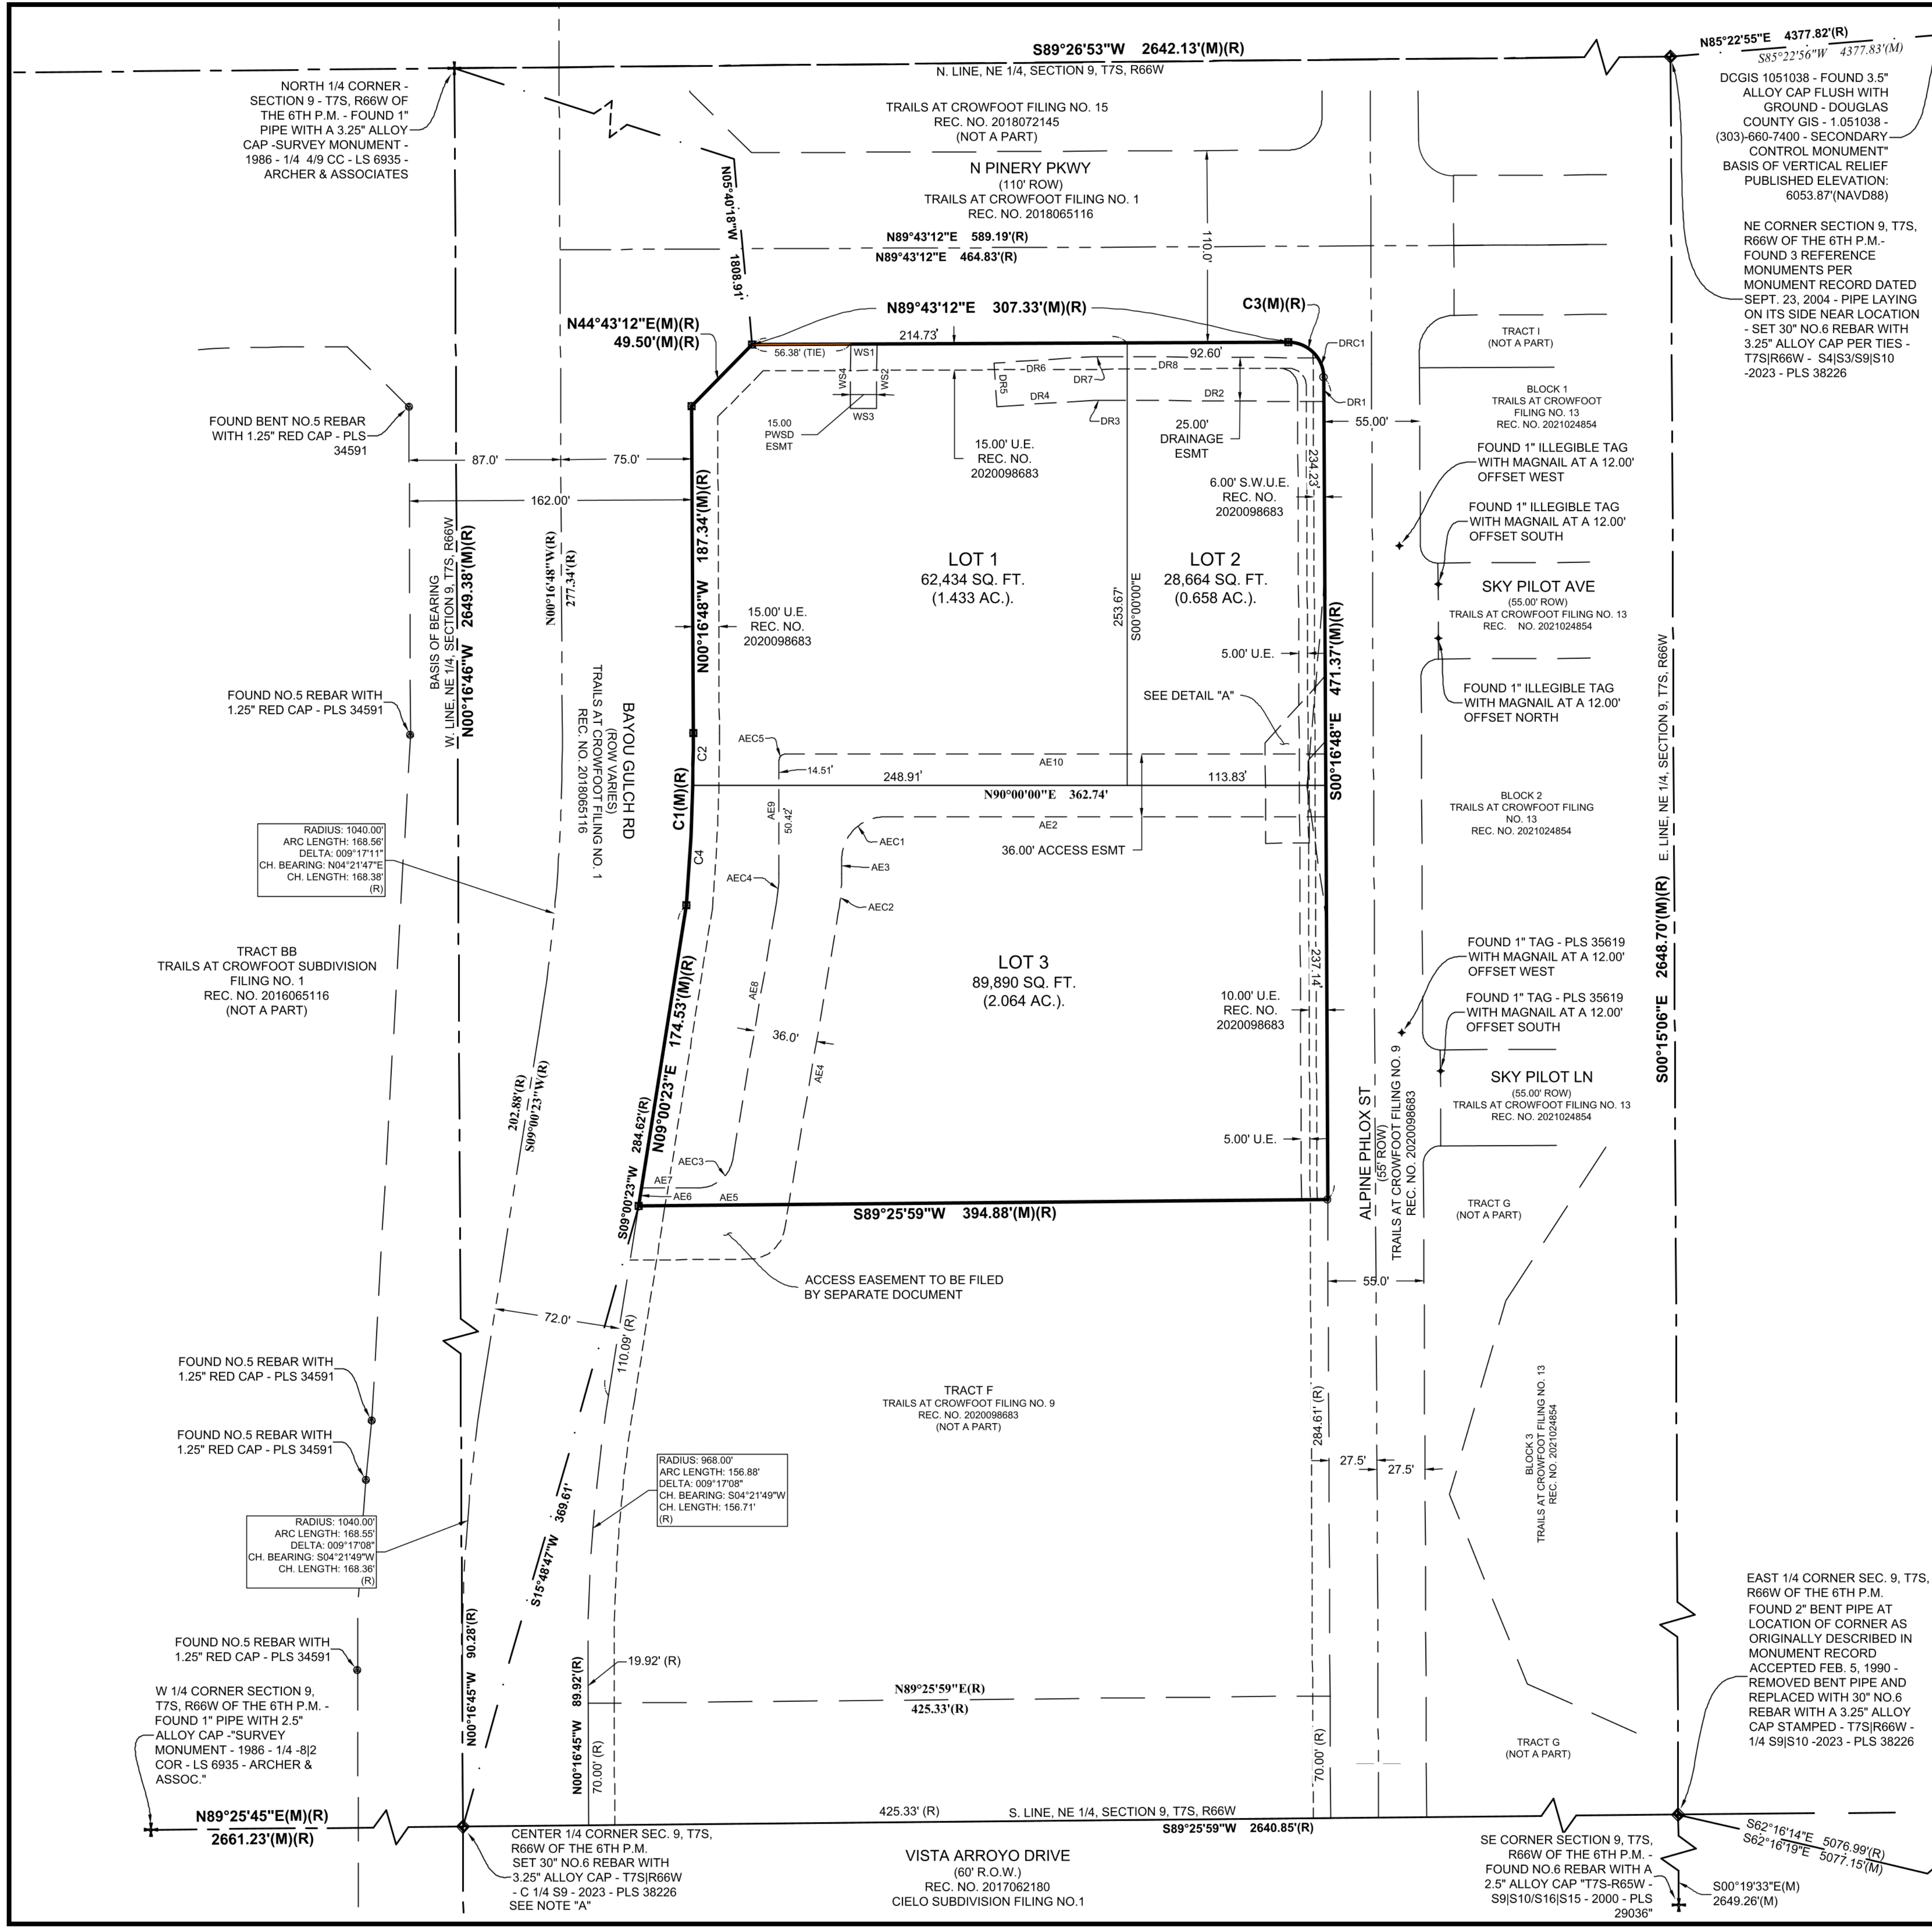 S89°26'53"W 2642.13'(M)(R)
N. LINE, NE 1/4, SECTION 9, T7S, R66W
N85°22'55"E 4377.82'(R)
S85°22'56"W 4377.83'(M)
NORTH 1/4 CORNER -
SECTION 9 - T7S, R66W OF
THE 6TH P.M. - FOUND 1"
PIPE WITH A 3.25" ALLOY
CAP -SURVEY MONUMENT -
1986 - 1/4 4/9 CC - LS 6935 -
ARCHER & ASSOCIATES
TRAILS AT CROWFOOT FILING NO. 15
REC. NO. 2018072145
(NOT A PART)
N PINERY PKWY
(110' ROW)
TRAILS AT CROWFOOT FILING NO. 1
REC. NO. 2018065116
DCGIS 1051038 - FOUND 3.5"
ALLOY CAP FLUSH WITH
GROUND - DOUGLAS
COUNTY GIS - 1.051038 -
(303)-660-7400 - SECONDARY
CONTROL MONUMENT"
BASIS OF VERTICAL RELIEF
PUBLISHED ELEVATION:
6053.87'(NAVD88)
NE CORNER SECTION 9, T7S,
R66W OF THE 6TH P.M.-
FOUND 3 REFERENCE
MONUMENTS PER
MONUMENT RECORD DATED
SEPT. 23, 2004 - PIPE LAYING
ON ITS SIDE NEAR LOCATION
- SET 30" NO.6 REBAR WITH
3.25" ALLOY CAP PER TIES -
T7S|R66W - S4|S3/S9|S10
-2023 - PLS 38226
N05°40'18"W 1808.91'
N89°43'12"E 589.19'(R)
N89°43'12"E 464.83'(R)
110.0'
N89°43'12"E 307.33'(M)(R)
C3(M)(R)
N44°43'12"E(M)(R)
49.50'(M)(R)
214.73'
56.38' (TIE)
WS1
WS4
WS2
WS3
92.60'
DRC1
DR6
DR7
DR8
DR5
DR4
DR2
DR1
DR3
TRACT I
(NOT A PART)
BLOCK 1
TRAILS AT CROWFOOT
FILING NO. 13
REC. NO. 2021024854
FOUND BENT NO.5 REBAR
WITH 1.25" RED CAP - PLS
34591
87.0'
75.0'
162.00'
15.00
PWSD
ESMT
15.00' U.E.
REC. NO.
2020098683
25.00'
DRAINAGE
ESMT
55.00'
234.23'
6.00' S.W.U.E.
REC. NO.
2020098683
FOUND 1" ILLEGIBLE TAG
WITH MAGNAIL AT A 12.00'
OFFSET WEST
FOUND 1" ILLEGIBLE TAG
WITH MAGNAIL AT A 12.00'
OFFSET SOUTH
SKY PILOT AVE
(55.00' ROW)
TRAILS AT CROWFOOT FILING NO. 13
REC. NO. 2021024854
FOUND 1" ILLEGIBLE TAG
WITH MAGNAIL AT A 12.00'
OFFSET NORTH
BASIS OF BEARING
W. LINE, NE 1/4, SECTION 9, T7S, R66W
N00°16'46"W 2649.38'(M)(R)
N00°16'48"W(R)
277.34'(R)
N00°16'48"W 187.34'(M)(R)
LOT 1
62,434 SQ. FT.
(1.433 AC.).
LOT 2
28,664 SQ. FT.
(0.658 AC.).
253.67'
S00°00'00"E
15.00' U.E.
REC. NO.
2020098683
5.00' U.E.
SEE DETAIL "A"
S00°16'48"E 471.37'(M)(R)
FOUND NO.5 REBAR WITH
1.25" RED CAP - PLS 34591
BAYOU GULCH RD
(ROW VARIES)
TRAILS AT CROWFOOT FILING NO. 1
REC. NO. 2018065116
C2
C1(M)(R)
C4
AEC5
14.51'
AE10
248.91'
113.83'
N90°00'00"E 362.74'
AE9
50.42'
AE2
AEC1
AE3
36.00' ACCESS ESMT
AEC4
AEC2
BLOCK 2
TRAILS AT CROWFOOT FILING
NO. 13
REC. NO. 2021024854
RADIUS: 1040.00'
ARC LENGTH: 168.56'
DELTA: 009°17'11"
CH. BEARING: N04°21'47"E
CH. LENGTH: 168.38'
(R)
TRACT BB
TRAILS AT CROWFOOT SUBDIVISION
FILING NO. 1
REC. NO. 2016065116
(NOT A PART)
LOT 3
89,890 SQ. FT.
(2.064 AC.).
237.14'
10.00' U.E.
REC. NO.
2020098683
FOUND 1" TAG - PLS 35619
WITH MAGNAIL AT A 12.00'
OFFSET WEST
FOUND 1" TAG - PLS 35619
WITH MAGNAIL AT A 12.00'
OFFSET SOUTH
SKY PILOT LN
(55.00' ROW)
TRAILS AT CROWFOOT FILING NO. 13
REC. NO. 2021024854
E. LINE, NE 1/4, SECTION 9, T7S, R66W
S00°15'06"E 2648.70'(M)(R)
AE8
36.0'
AE4
N09°00'23"E 174.53'(M)(R)
202.88'(R)
S09°00'23"W(R)
S09°00'23"W 284.62'(R)
AEC3
AE7
AE6
AE5
5.00' U.E.
S89°25'59"W 394.88'(M)(R)
ALPINE PHLOX ST
(55' ROW)
TRAILS AT CROWFOOT FILING NO. 9
REC. NO. 2020098683
TRACT G
(NOT A PART)
ACCESS EASEMENT TO BE FILED
BY SEPARATE DOCUMENT
55.0'
72.0'
110.09' (R)
FOUND NO.5 REBAR WITH
1.25" RED CAP - PLS 34591
FOUND NO.5 REBAR WITH
1.25" RED CAP - PLS 34591
TRACT F
TRAILS AT CROWFOOT FILING NO. 9
REC. NO. 2020098683
(NOT A PART)
284.61' (R)
27.5'
27.5'
BLOCK 3
TRAILS AT CROWFOOT FILING NO. 13
REC. NO. 2021024854
RADIUS: 968.00'
ARC LENGTH: 156.88'
DELTA: 009°17'08"
CH. BEARING: S04°21'49"W
CH. LENGTH: 156.71'
(R)
RADIUS: 1040.00'
ARC LENGTH: 168.55'
DELTA: 009°17'08"
CH. BEARING: S04°21'49"W
CH. LENGTH: 168.36'
(R)
S15°48'47"W 369.61'
EAST 1/4 CORNER SEC. 9, T7S,
R66W OF THE 6TH P.M.
FOUND 2" BENT PIPE AT
LOCATION OF CORNER AS
ORIGINALLY DESCRIBED IN
MONUMENT RECORD
ACCEPTED FEB. 5, 1990 -
REMOVED BENT PIPE AND
REPLACED WITH 30" NO.6
REBAR WITH A 3.25" ALLOY
CAP STAMPED - T7S|R66W -
1/4 S9|S10 -2023 - PLS 38226
FOUND NO.5 REBAR WITH
1.25" RED CAP - PLS 34591
N00°16'45"W 90.28'(R)
N00°16'45"W 89.92'(R)
19.92' (R)
70.00' (R)
N89°25'59"E(R)
425.33'(R)
70.00' (R)
TRACT G
(NOT A PART)
W 1/4 CORNER SECTION 9,
T7S, R66W OF THE 6TH P.M. -
FOUND 1" PIPE WITH 2.5"
ALLOY CAP -"SURVEY
MONUMENT - 1986 - 1/4 -8|2
COR - LS 6935 - ARCHER &
ASSOC."
N89°25'45"E(M)(R)
2661.23'(M)(R)
425.33' (R)
S. LINE, NE 1/4, SECTION 9, T7S, R66W
S89°25'59"W 2640.85'(R)
CENTER 1/4 CORNER SEC. 9, T7S,
R66W OF THE 6TH P.M.
SET 30" NO.6 REBAR WITH
3.25" ALLOY CAP - T7S|R66W
- C 1/4 S9 - 2023 - PLS 38226
SEE NOTE "A"
VISTA ARROYO DRIVE
(60' R.O.W.)
REC. NO. 2017062180
CIELO SUBDIVISION FILING NO.1
SE CORNER SECTION 9, T7S,
R66W OF THE 6TH P.M. -
FOUND NO.6 REBAR WITH A
2.5" ALLOY CAP "T7S-R65W -
S9|S10/S16|S15 - 2000 - PLS
29036"
S62°16'14"E 5076.99'(R)
S62°16'19"E 5077.15'(M)
S00°19'33"E(M)
2649.26'(M)